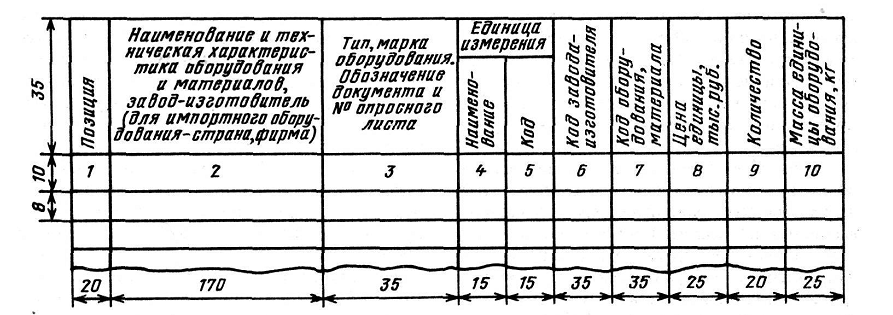 35
10
8
Позиция
Наименование и тех-
ническая характерис-
тика оборудования
и материалов,
завод-изготовитель
(для импортного обору-
дования-страна, фирма)
Тип, марка
оборудования.
Обозначение
документа и
№ опросного
листа
Единица
измерения
Наимено-
вание
Код
Код завода-
изготовителя
Код обору-
дования,
материала
Цена
единицы,
тыс. руб.
Количество
Масса едини-
цы оборудо-
вания, кг
1 2 3 4 5 6 7 8 9 10
20 170 35 15 15 35 35 25 20 25